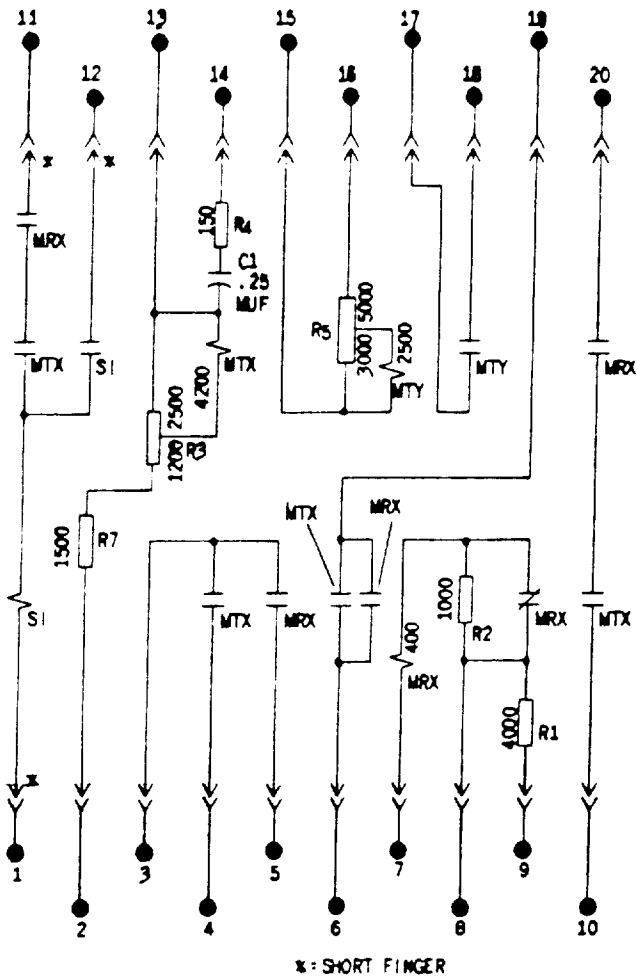 11
13
15
17
19
12
14
16
18
20
*
*
150
R4
MRX
C1
.25
MUF
5000
R5
3000
2500
MTX
SI
MTX
4200
MTY
MTY
MRX
2500
1200
R3
MTX
MRX
1500
R7
1000
SI
MTX
MRX
400
R2
MRX
MTX
MRX
4000
R1
*
1
3
5
7
9
2
4
6
8
10
*=SHORT FINGER